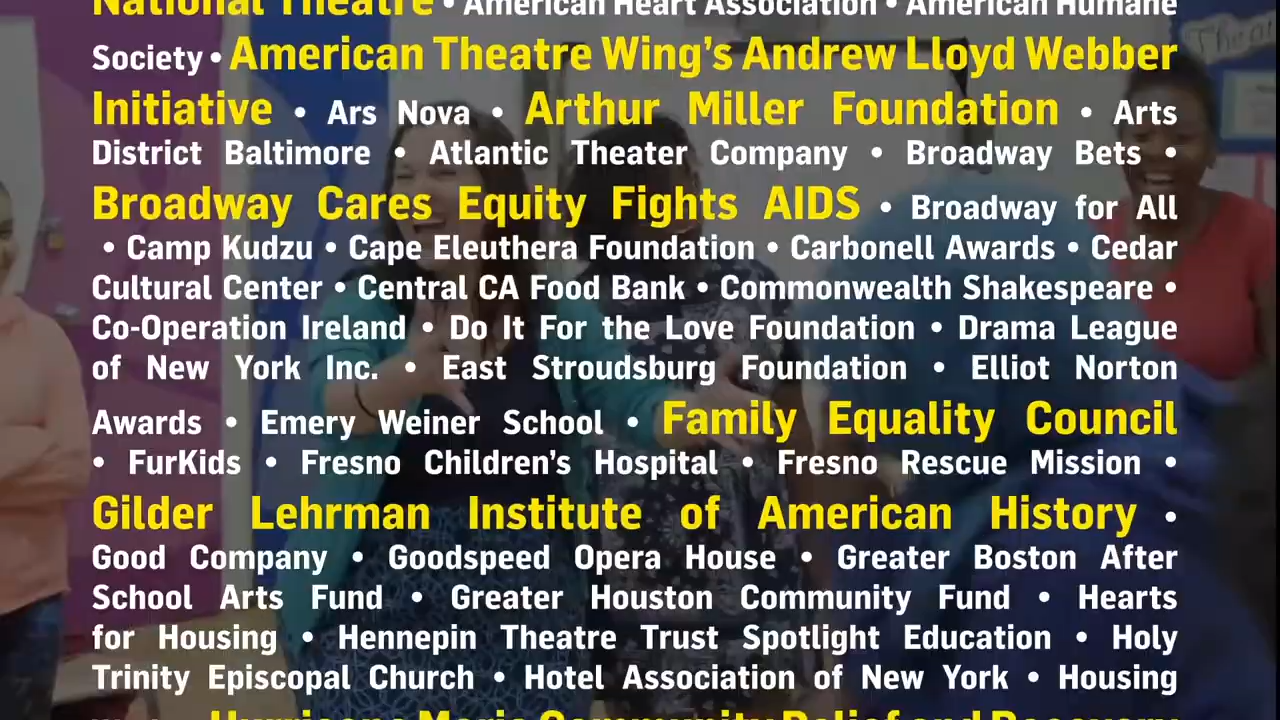 National Theatre • American Heart Association • American Humane
Society • American Theatre Wing's Andrew Lloyd Webber
Initiative • Ars Nova • Arthur Miller Foundation • Arts
District Baltimore • Atlantic Theater Company • Broadway Bets •
Broadway Cares Equity Fights AIDS • Broadway for All
• Camp Kudzu • Cape Eleuthera Foundation • Carbonell Awards • Cedar
Cultural Center • Central CA Food Bank • Commonwealth Shakespeare •
Co-Operation Ireland • Do It For the Love Foundation • Drama League
of New York Inc. • East Stroudsburg Foundation • Elliot Norton
Awards • Emery Weiner School • Family Equality Council
• FurKids • Fresno Children's Hospital • Fresno Rescue Mission •
Gilder Lehrman Institute of American History •
Good Company • Goodspeed Opera House • Greater Boston After
School Arts Fund • Greater Houston Community Fund • Hearts
for Housing • Hennepin Theatre Trust Spotlight Education • Holy
Trinity Episcopal Church • Hotel Association of New York • Housing
Hurricane Maria Community Relief and Recovery